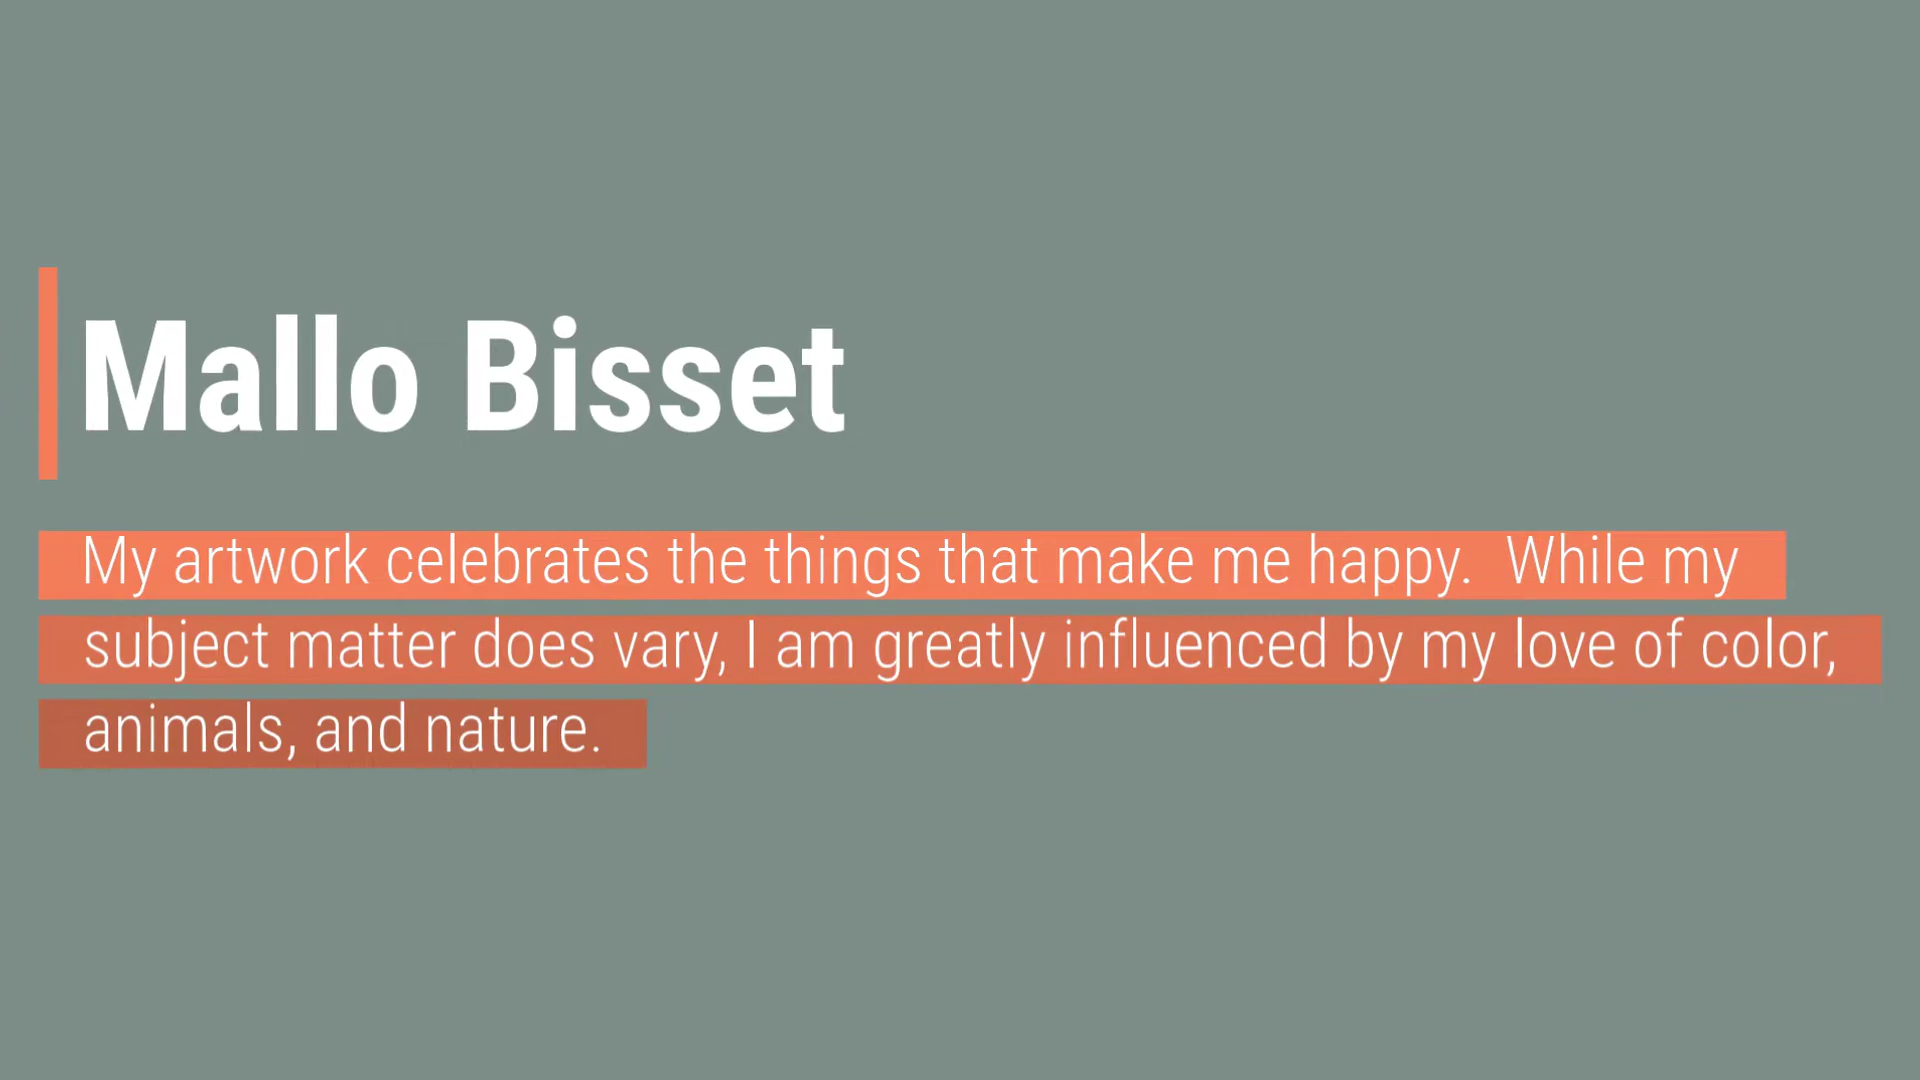 Mallo Bisset
My artwork celebrates the things that make me happy.  While my
subject matter does vary, I am greatly influenced by my love of color,
animals, and nature.